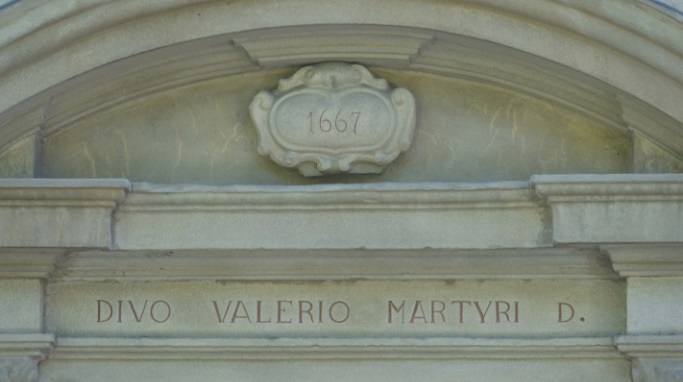 1667
DIVO VALERIO MARTYRI D.